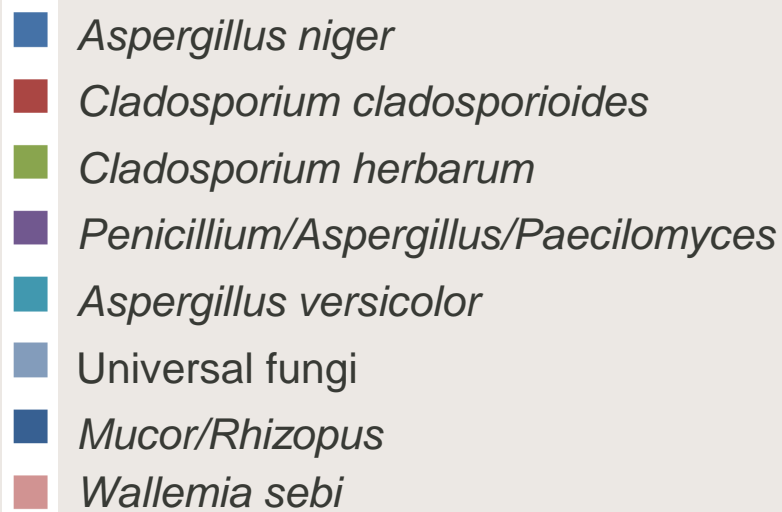 Aspergillus niger
Cladosporium cladosporioides
Cladosporium herbarum
Penicillium/Aspergillus/Paecilomyces
Aspergillus versicolor
Universal fungi
Mucor/Rhizopus
Wallemia sebi